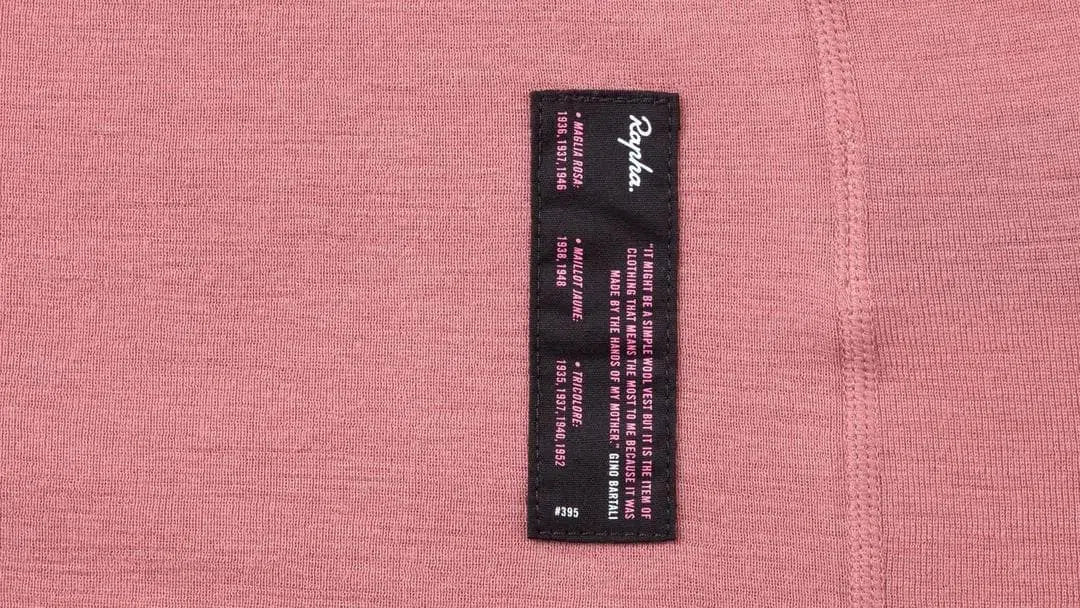 Rapha.
"IT MIGHT BE A SIMPLE WOOL VEST BUT IT IS THE ITEM OF
CLOTHING THAT MEANS THE MOST TO ME BECAUSE IT WAS
MADE BY THE HANDS OF MY MOTHER." GINO BARTALI
• MAGLIA ROSA:
1936, 1937, 1946
• MAILLOT JAUNE:
1938, 1948
• TRICOLORE:
1935, 1937, 1940, 1952
#395